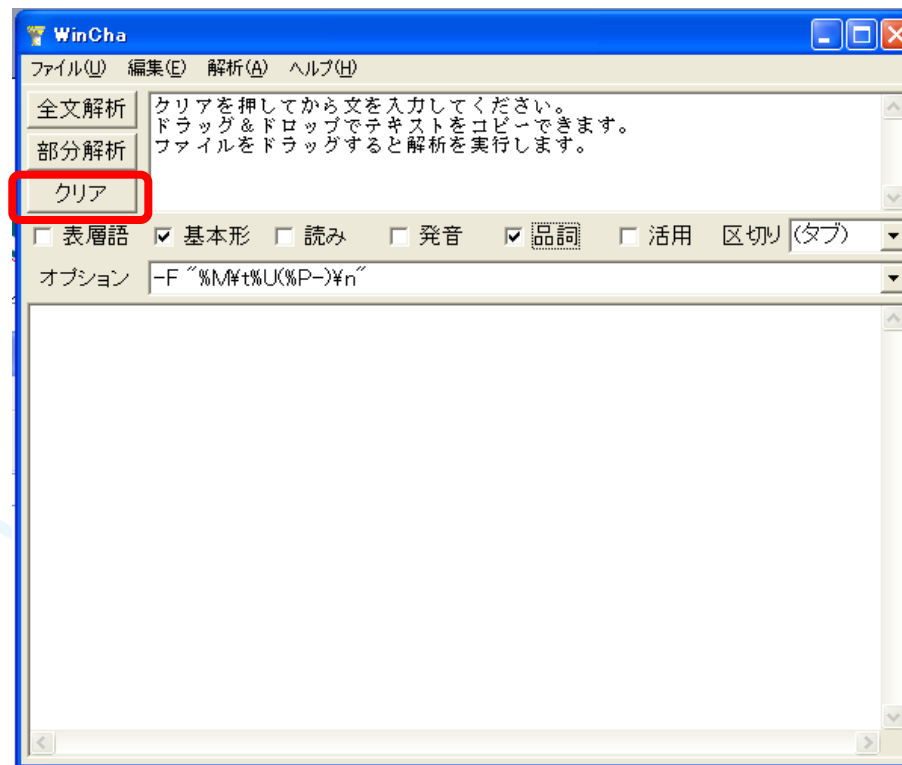 WinCha
ファイル(U) 編集(E) 解析(A) ヘルプ(H)
全文解析
部分解析
クリア
クリアを押してから文を入力してください。
ドラッグ&ドロップでテキストをコピーできます。
ファイルをドラッグすると解析を実行します。
表層語 基本形 読み 発音 品詞 活用 区切り (タブ)
オプション -F ˝%M¥t%U(%P-)¥n˝